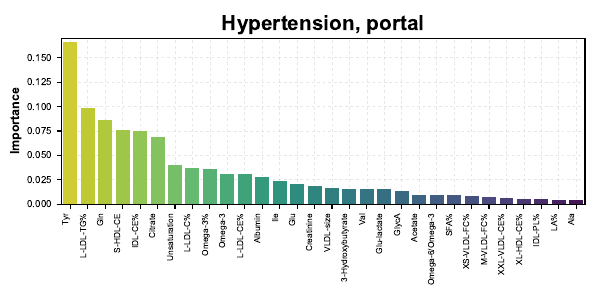 Hypertension, portal
Importance
0.150
0.125
0.100
0.075
0.050
0.025
0.000
Tyr
L-LDL-TG%
Gln
S-HDL-CE
IDL-CE%
Citrate
Unsaturation
L-LDL-C%
Omega-3%
Omega-3
L-LDL-CE%
Albumin
Ile
Glu
Creatinine
VLDL-size
3-Hydroxybutyrate
Val
Glu-lactate
GlycA
Acetate
Omega-6/Omega-3
SFA%
XS-VLDL-FC%
M-VLDL-FC%
XXL-VLDL-CE%
XL-HDL-CE%
IDL-PL%
LA%
Ala